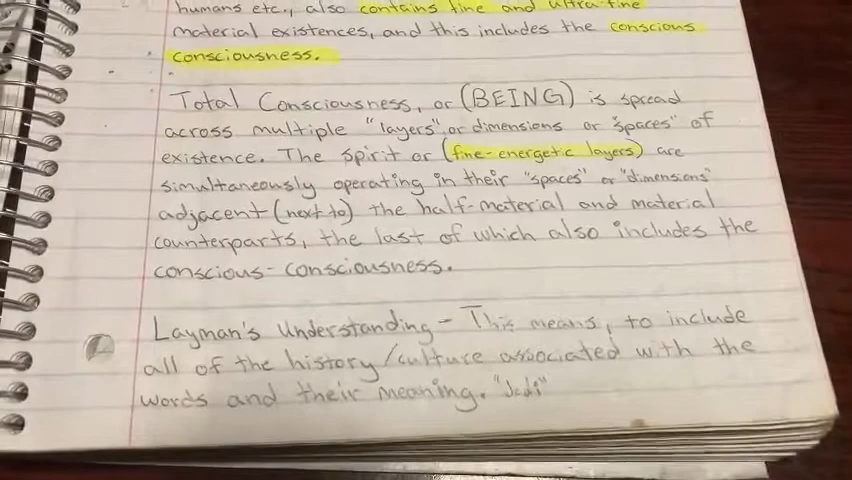 humans etc., also contains fine and ultra-fine
material existences, and this includes the conscious
consciousness.
Total Consciousness, or (BEING) is spread
across multiple "layers" or dimensions or "spaces" of
existence. The spirit or (fine-energetic layers) are
simultaneously operating in their "spaces" or "dimensions"
adjacent (next to) the half-material and material
counterparts, the last of which also includes the
conscious-consciousness.
Layman's Understanding - This means, to include
all of the history/culture associated with the
words and their meaning. "Jedi"